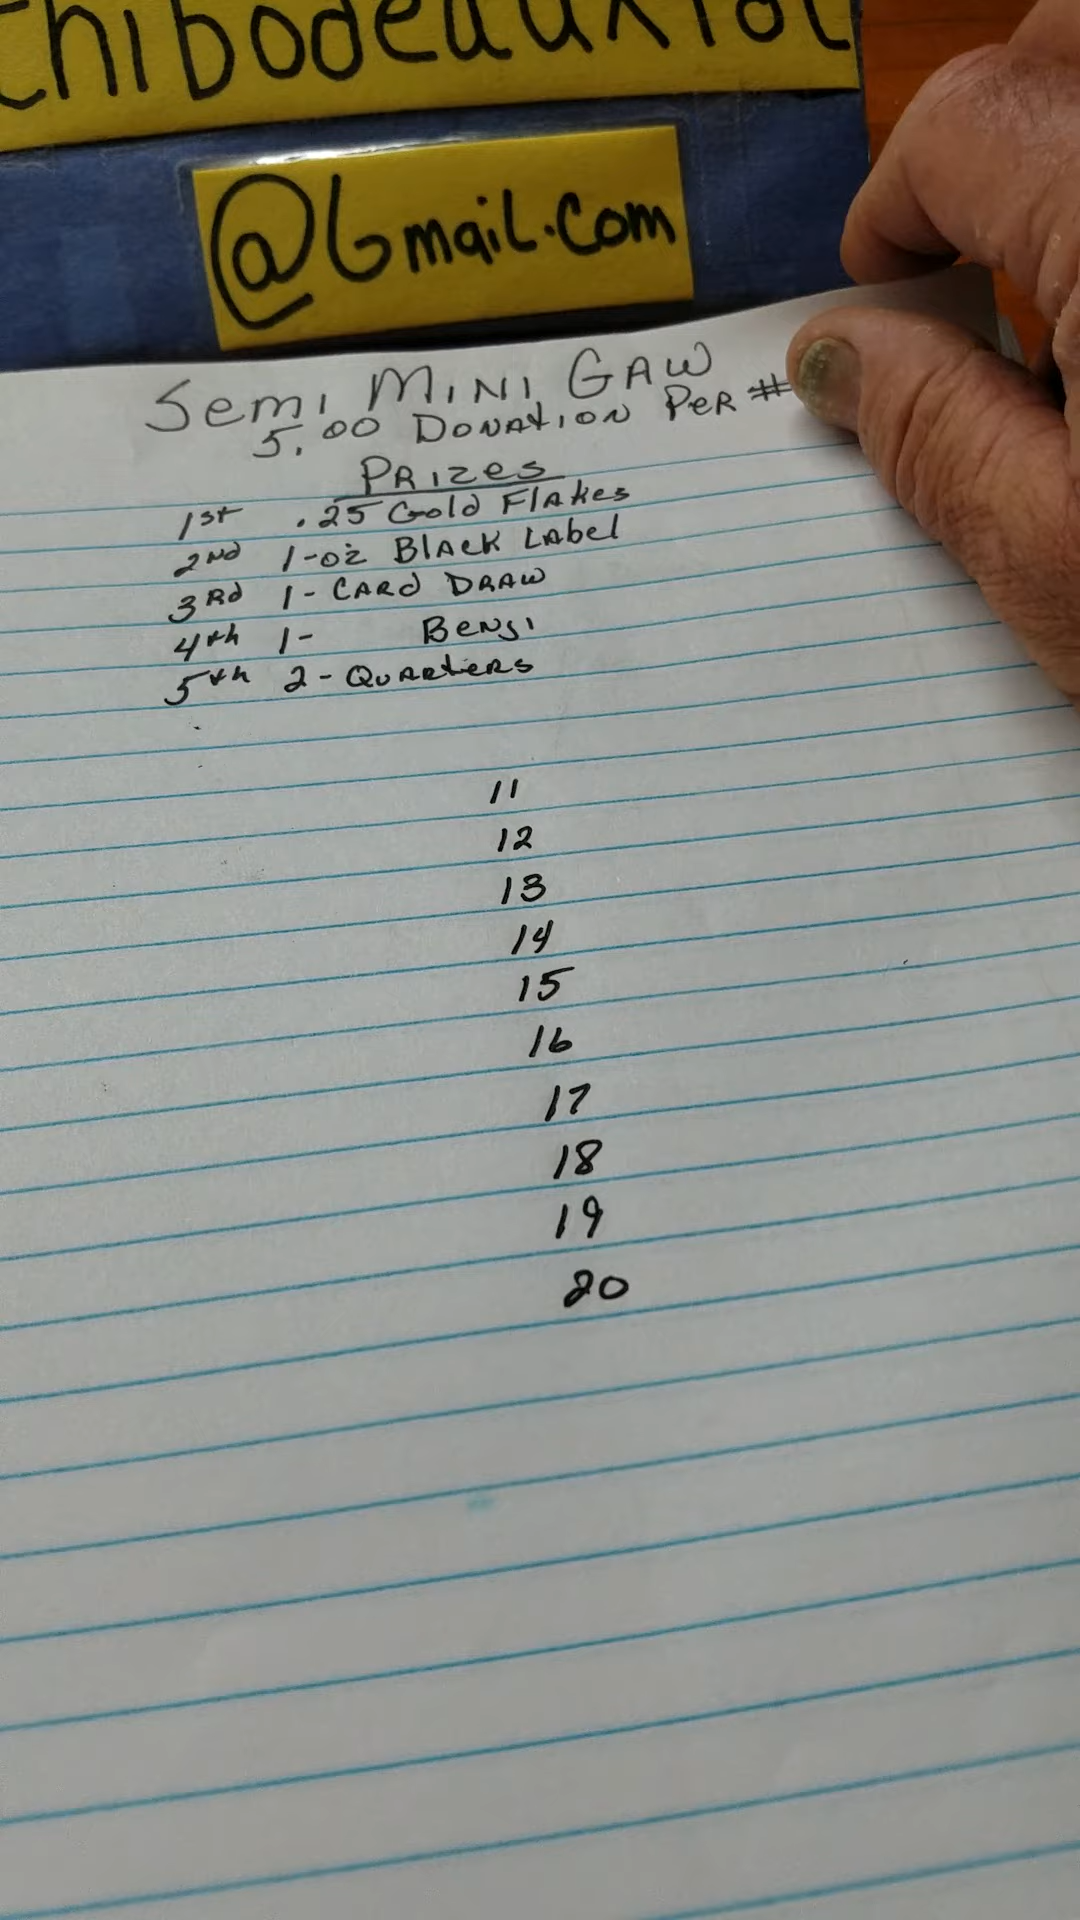 chibodeaux101
@Gmail.com
Semi Mini GAW
5.00 Donation Per #
Prizes
1st .25 Gold Flakes
2nd 1-oz Black Label
3rd 1-Card Draw
4th 1- Bensi
5th 2-Quarters
11
12
13
14
15
16
17
18
19
20